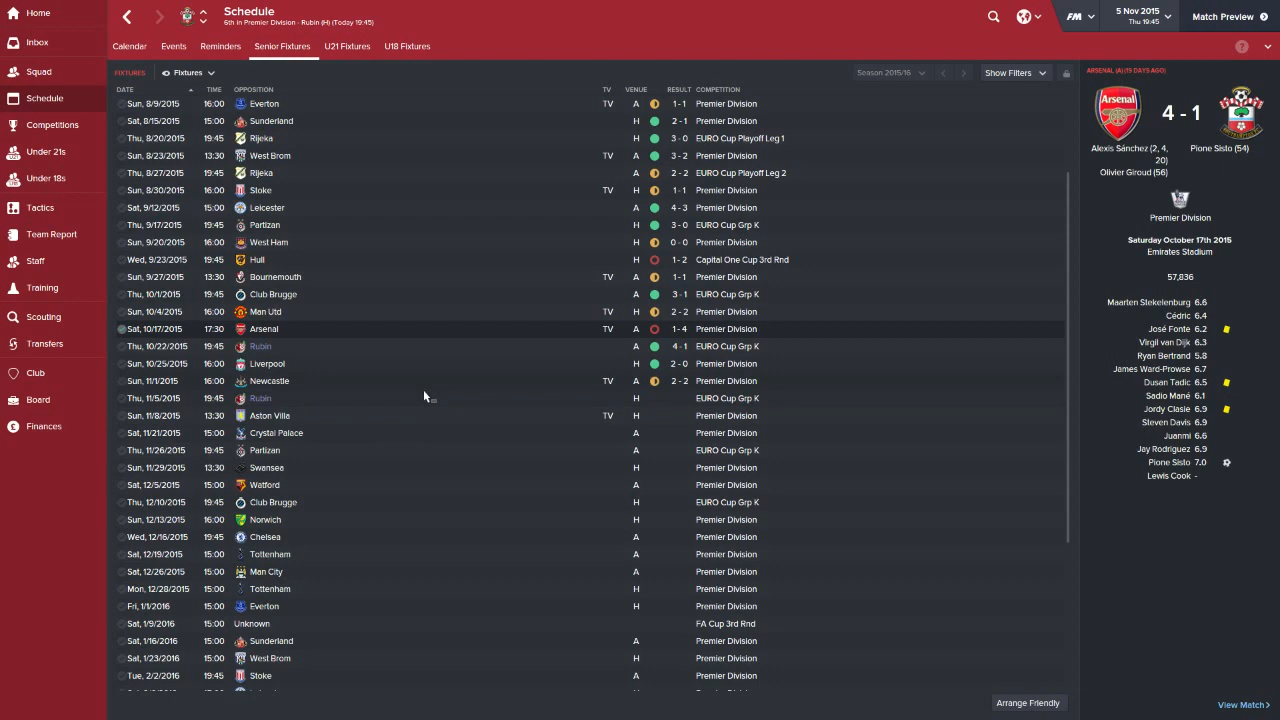 Home
Inbox
Squad
Schedule
Competitions
Under 21s
Under 18s
Tactics
Team Report
Staff
Training
Scouting
Transfers
Club
Board
Finances
Schedule
6th in Premier Division - Rubin (H) (Today 19:45)
FM
5 Nov 2015
Thu 19:45
Match Preview
Calendar Events Reminders Senior Fixtures U21 Fixtures U18 Fixtures
?
FIXTURES Fixtures Season 2015/16 Show Filters
DATE TIME OPPOSITION TV VENUE RESULT COMPETITION
Sun, 8/9/2015 16:00 Everton TV A 1-1 Premier Division
Sat, 8/15/2015 15:00 Sunderland H 2-1 Premier Division
Thu, 8/20/2015 19:45 Rijeka H 3-0 EURO Cup Playoff Leg 1
Sun, 8/23/2015 13:30 West Brom TV A 3-2 Premier Division
Thu, 8/27/2015 19:45 Rijeka A 2-2 EURO Cup Playoff Leg 2
Sun, 8/30/2015 16:00 Stoke TV H 1-1 Premier Division
Sat, 9/12/2015 15:00 Leicester A 4-3 Premier Division
Thu, 9/17/2015 19:45 Partizan H 3-0 EURO Cup Grp K
Sun, 9/20/2015 16:00 West Ham H 0-0 Premier Division
Wed, 9/23/2015 19:45 Hull H 1-2 Capital One Cup 3rd Rnd
Sun, 9/27/2015 13:30 Bournemouth TV A 1-1 Premier Division
Thu, 10/1/2015 19:45 Club Brugge A 3-1 EURO Cup Grp K
Sun, 10/4/2015 16:00 Man Utd TV H 2-2 Premier Division
Sat, 10/17/2015 17:30 Arsenal TV A 1-4 Premier Division
Thu, 10/22/2015 19:45 Rubin A 4-1 EURO Cup Grp K
Sun, 10/25/2015 16:00 Liverpool H 2-0 Premier Division
Sun, 11/1/2015 16:00 Newcastle TV A 2-2 Premier Division
Thu, 11/5/2015 19:45 Rubin H EURO Cup Grp K
Sun, 11/8/2015 13:30 Aston Villa TV H Premier Division
Sat, 11/21/2015 15:00 Crystal Palace A Premier Division
Thu, 11/26/2015 19:45 Partizan A EURO Cup Grp K
Sun, 11/29/2015 13:30 Swansea H Premier Division
Sat, 12/5/2015 15:00 Watford A Premier Division
Thu, 12/10/2015 19:45 Club Brugge H EURO Cup Grp K
Sun, 12/13/2015 16:00 Norwich H Premier Division
Wed, 12/16/2015 19:45 Chelsea A Premier Division
Sat, 12/19/2015 15:00 Tottenham A Premier Division
Sat, 12/26/2015 15:00 Man City A Premier Division
Mon, 12/28/2015 15:00 Tottenham H Premier Division
Fri, 1/1/2016 15:00 Everton H Premier Division
Sat, 1/9/2016 15:00 Unknown FA Cup 3rd Rnd
Sat, 1/16/2016 15:00 Sunderland A Premier Division
Sat, 1/23/2016 15:00 West Brom H Premier Division
Tue, 2/2/2016 19:45 Stoke A Premier Division
Arrange Friendly
ARSENAL (A) (19 DAYS AGO)
Arsenal
4 - 1
Alexis Sánchez (2, 4, 20)
Olivier Giroud (56)
Pione Sisto (54)
Premier Division
Saturday October 17th 2015
Emirates Stadium
57,836
Maarten Stekelenburg 6.6
Cédric 6.4
José Fonte 6.2
Virgil van Dijk 6.3
Ryan Bertrand 5.8
James Ward-Prowse 6.7
Dusan Tadic 6.5
Sadio Mané 6.1
Jordy Clasie 6.9
Steven Davis 6.9
Juanmi 6.6
Jay Rodriguez 6.9
Pione Sisto 7.0
Lewis Cook -
View Match